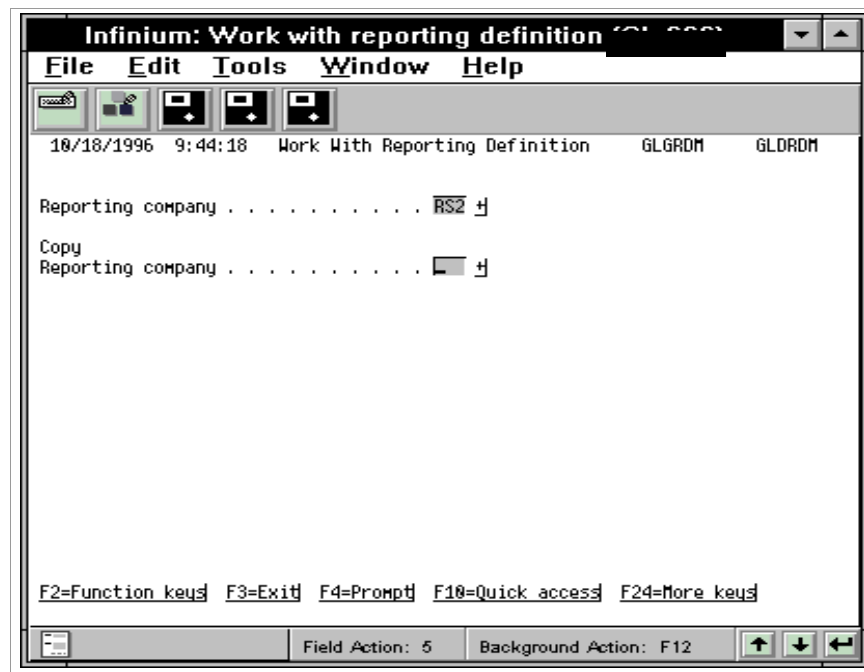 Infinium: Work with reporting definition
File Edit Tools Window Help
10/18/1996 9:44:18 Work With Reporting Definition GLGRDM GLDRDM
Reporting company . . . . . . . . . . RS2 +
Copy
Reporting company . . . . . . . . . . _ +
F2=Function keys F3=Exit F4=Prompt F10=Quick access F24=More keys
Field Action: 5 Background Action: F12